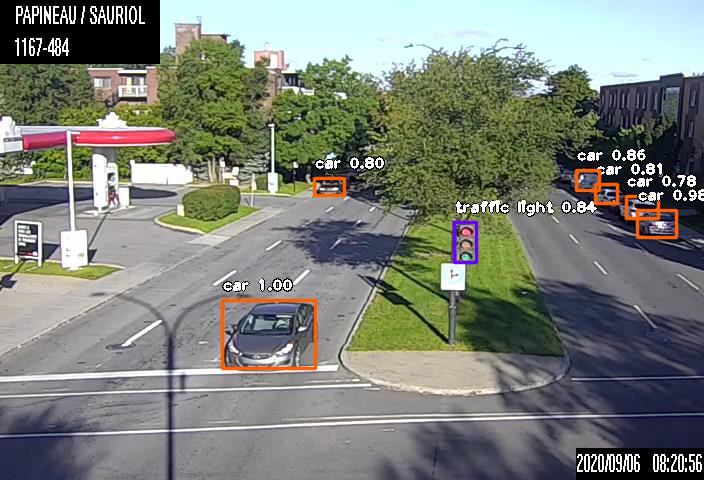 PAPINEAU / SAURIOL
1167-484
car 0.86
car 0.81
car 0.80
car 0.78
car 0.98
traffic light 0.84
car 1.00
2020/09/06 08:20:56